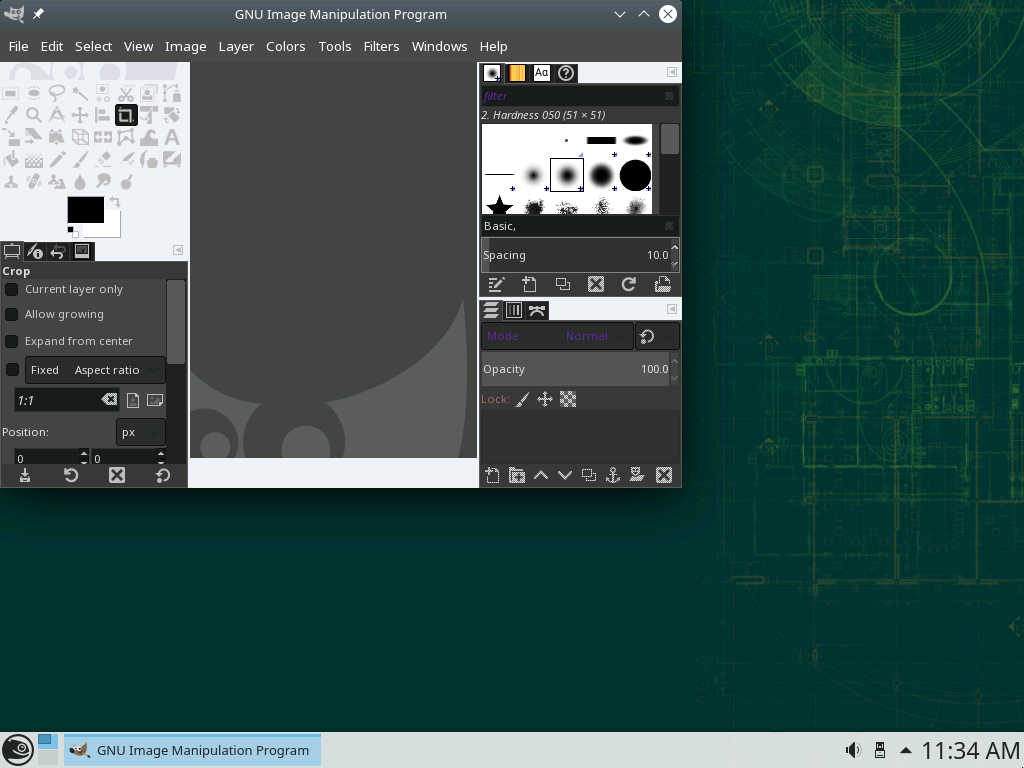 GNU Image Manipulation Program
File Edit Select View Image Layer Colors Tools Filters Windows Help
Aa
filter
2. Hardness 050 (51 × 51)
Basic,
Spacing 10.0
Crop
Current layer only
Allow growing
Expand from center
Fixed Aspect ratio
1:1
Position: px
0 0
Mode Normal
Opacity 100.0
Lock:
GNU Image Manipulation Program
11:34 AM